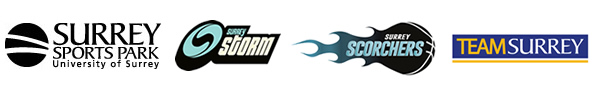 SURREY
SPORTS PARK
University of Surrey
SURREY
STORM
SURREY
SCORCHERS
TEAMSURREY